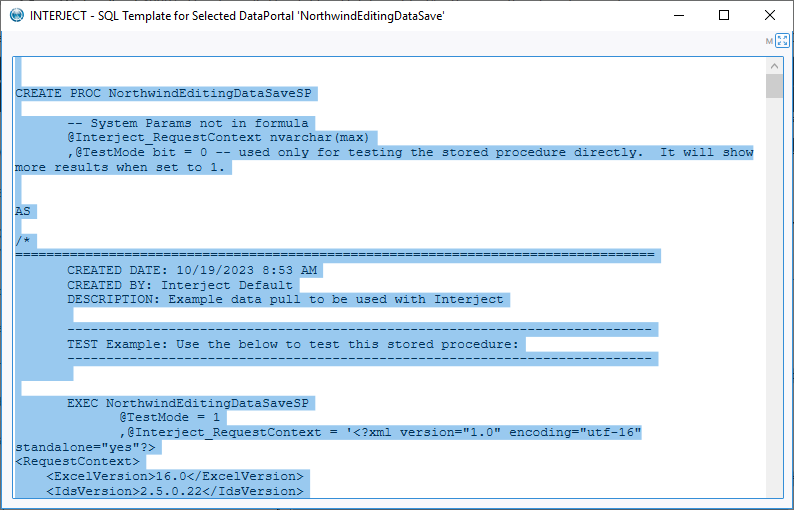 INTERJECT - SQL Template for Selected DataPortal 'NorthwindEditingDataSave'
M
CREATE PROC NorthwindEditingDataSaveSP
-- System Params not in formula
@Interject_RequestContext nvarchar(max)
,@TestMode bit = 0 -- used only for testing the stored procedure directly.  It will show
more results when set to 1.
AS
/*
==================================================================================
CREATED DATE: 10/19/2023 8:53 AM
CREATED BY: Interject Default
DESCRIPTION: Example data pull to be used with Interject
---------------------------------------------------------------------------
TEST Example: Use the below to test this stored procedure:
---------------------------------------------------------------------------
EXEC NorthwindEditingDataSaveSP
@TestMode = 1
,@Interject_RequestContext = '<?xml version="1.0" encoding="utf-16"
standalone="yes"?>
<RequestContext>
<ExcelVersion>16.0</ExcelVersion>
<IdsVersion>2.5.0.22</IdsVersion>